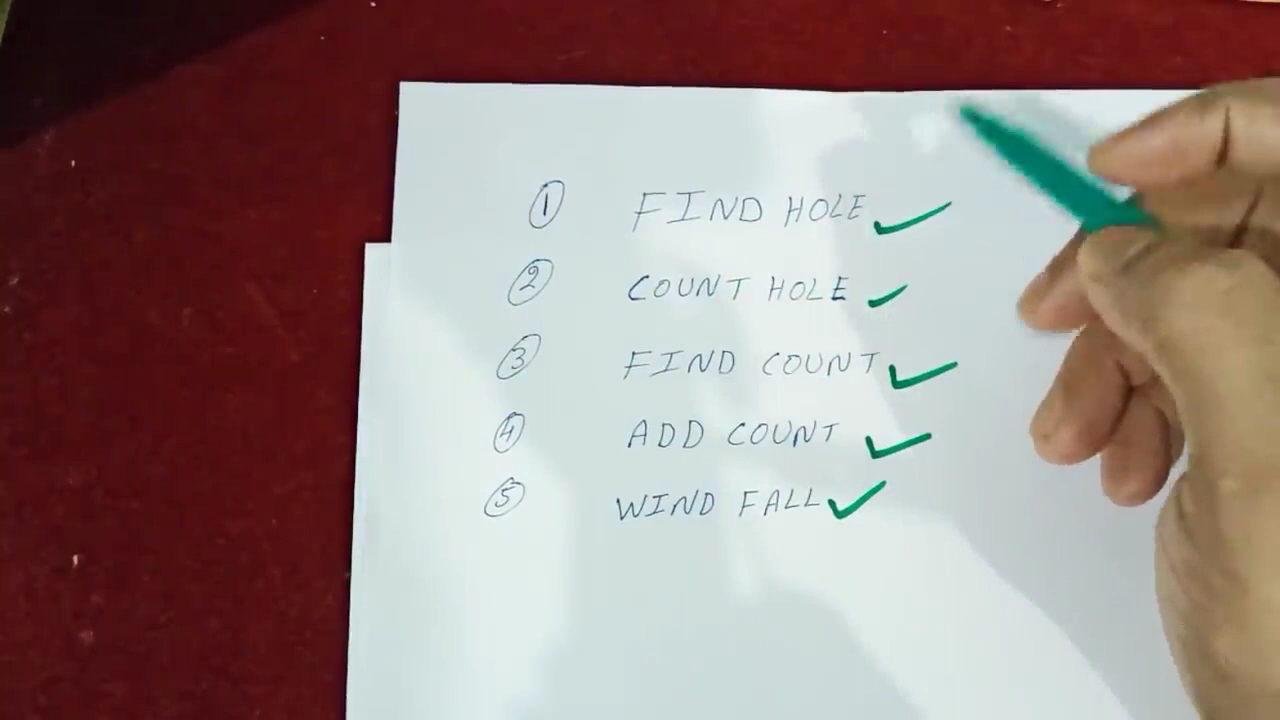 ① FIND HOLE ✓
② COUNT HOLE ✓
③ FIND COUNT ✓
④ ADD COUNT ✓
⑤ WIND FALL ✓